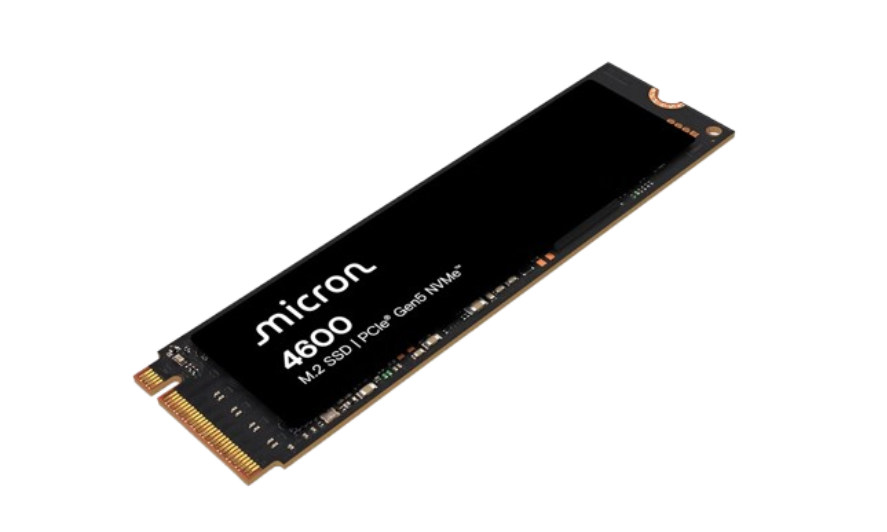 micron
4600
M.2 SSD | PCIe® Gen5 NVMe™